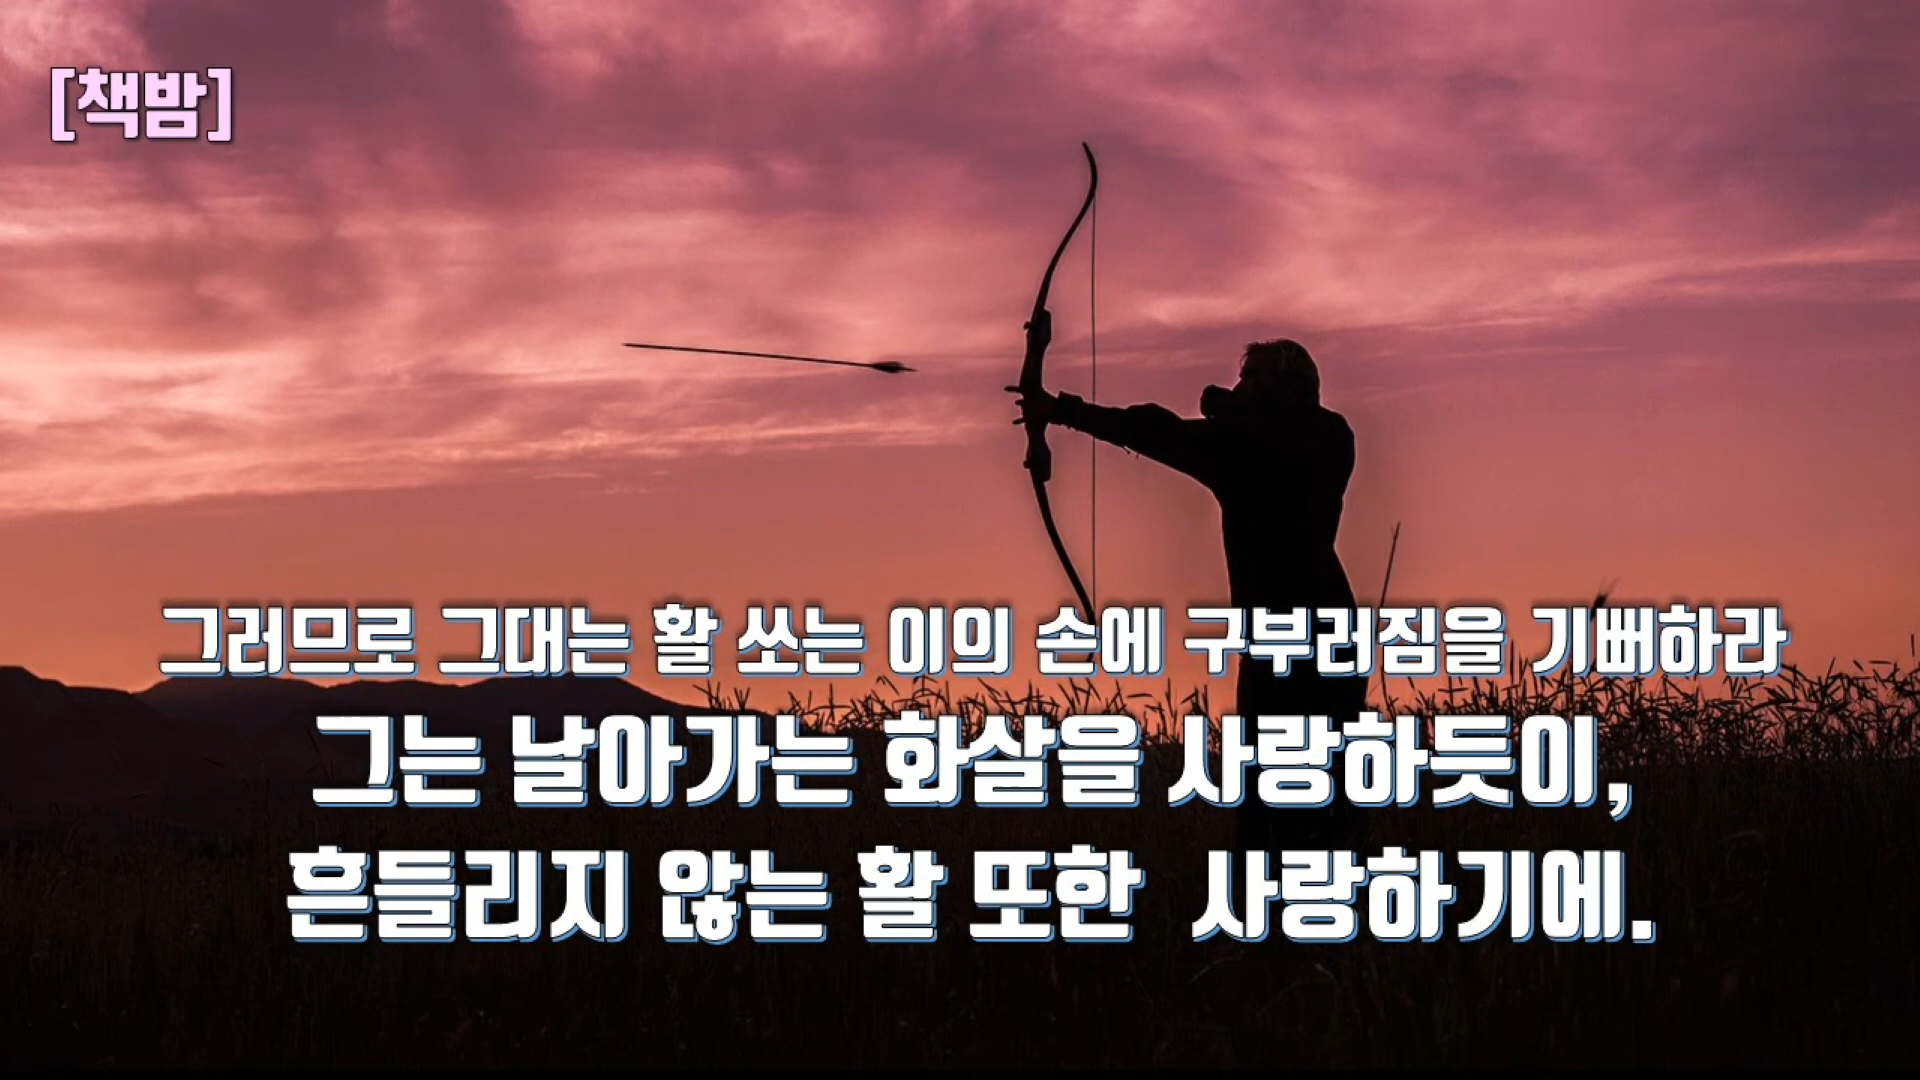 [책밤]
그러므로 그대는 활 쏘는 이의 손에 구부러짐을 기뻐하라
그는 날아가는 화살을 사랑하듯이,
흔들리지 않는 활 또한 사랑하기에.